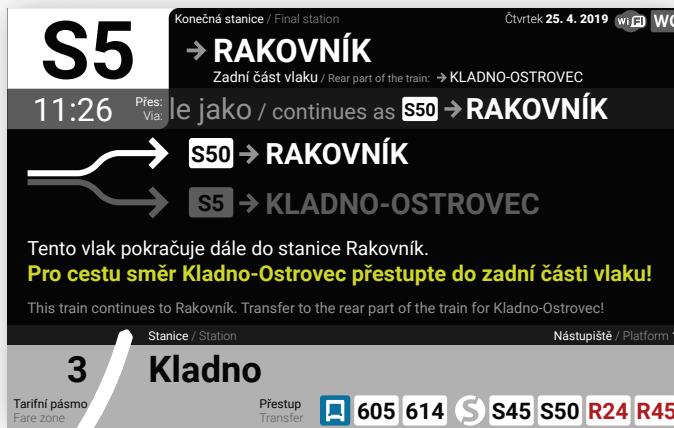 S5
Konečná stanice / Final station
Čtvrtek 25. 4. 2019 WiFi WC
→ RAKOVNÍK
Zadní část vlaku / Rear part of the train: → KLADNO-OSTROVEC
11:26 Přes: Via: le jako / continues as S50 → RAKOVNÍK
S50 → RAKOVNÍK
S5 → KLADNO-OSTROVEC
Tento vlak pokračuje dále do stanice Rakovník.
Pro cestu směr Kladno-Ostrovec přestupte do zadní části vlaku!
This train continues to Rakovník. Transfer to the rear part of the train for Kladno-Ostrovec!
Stanice / Station
Nástupiště / Platform
3 Kladno
Tarifní pásmo
Fare zone
Přestup
Transfer
605 614 S S45 S50 R24 R45